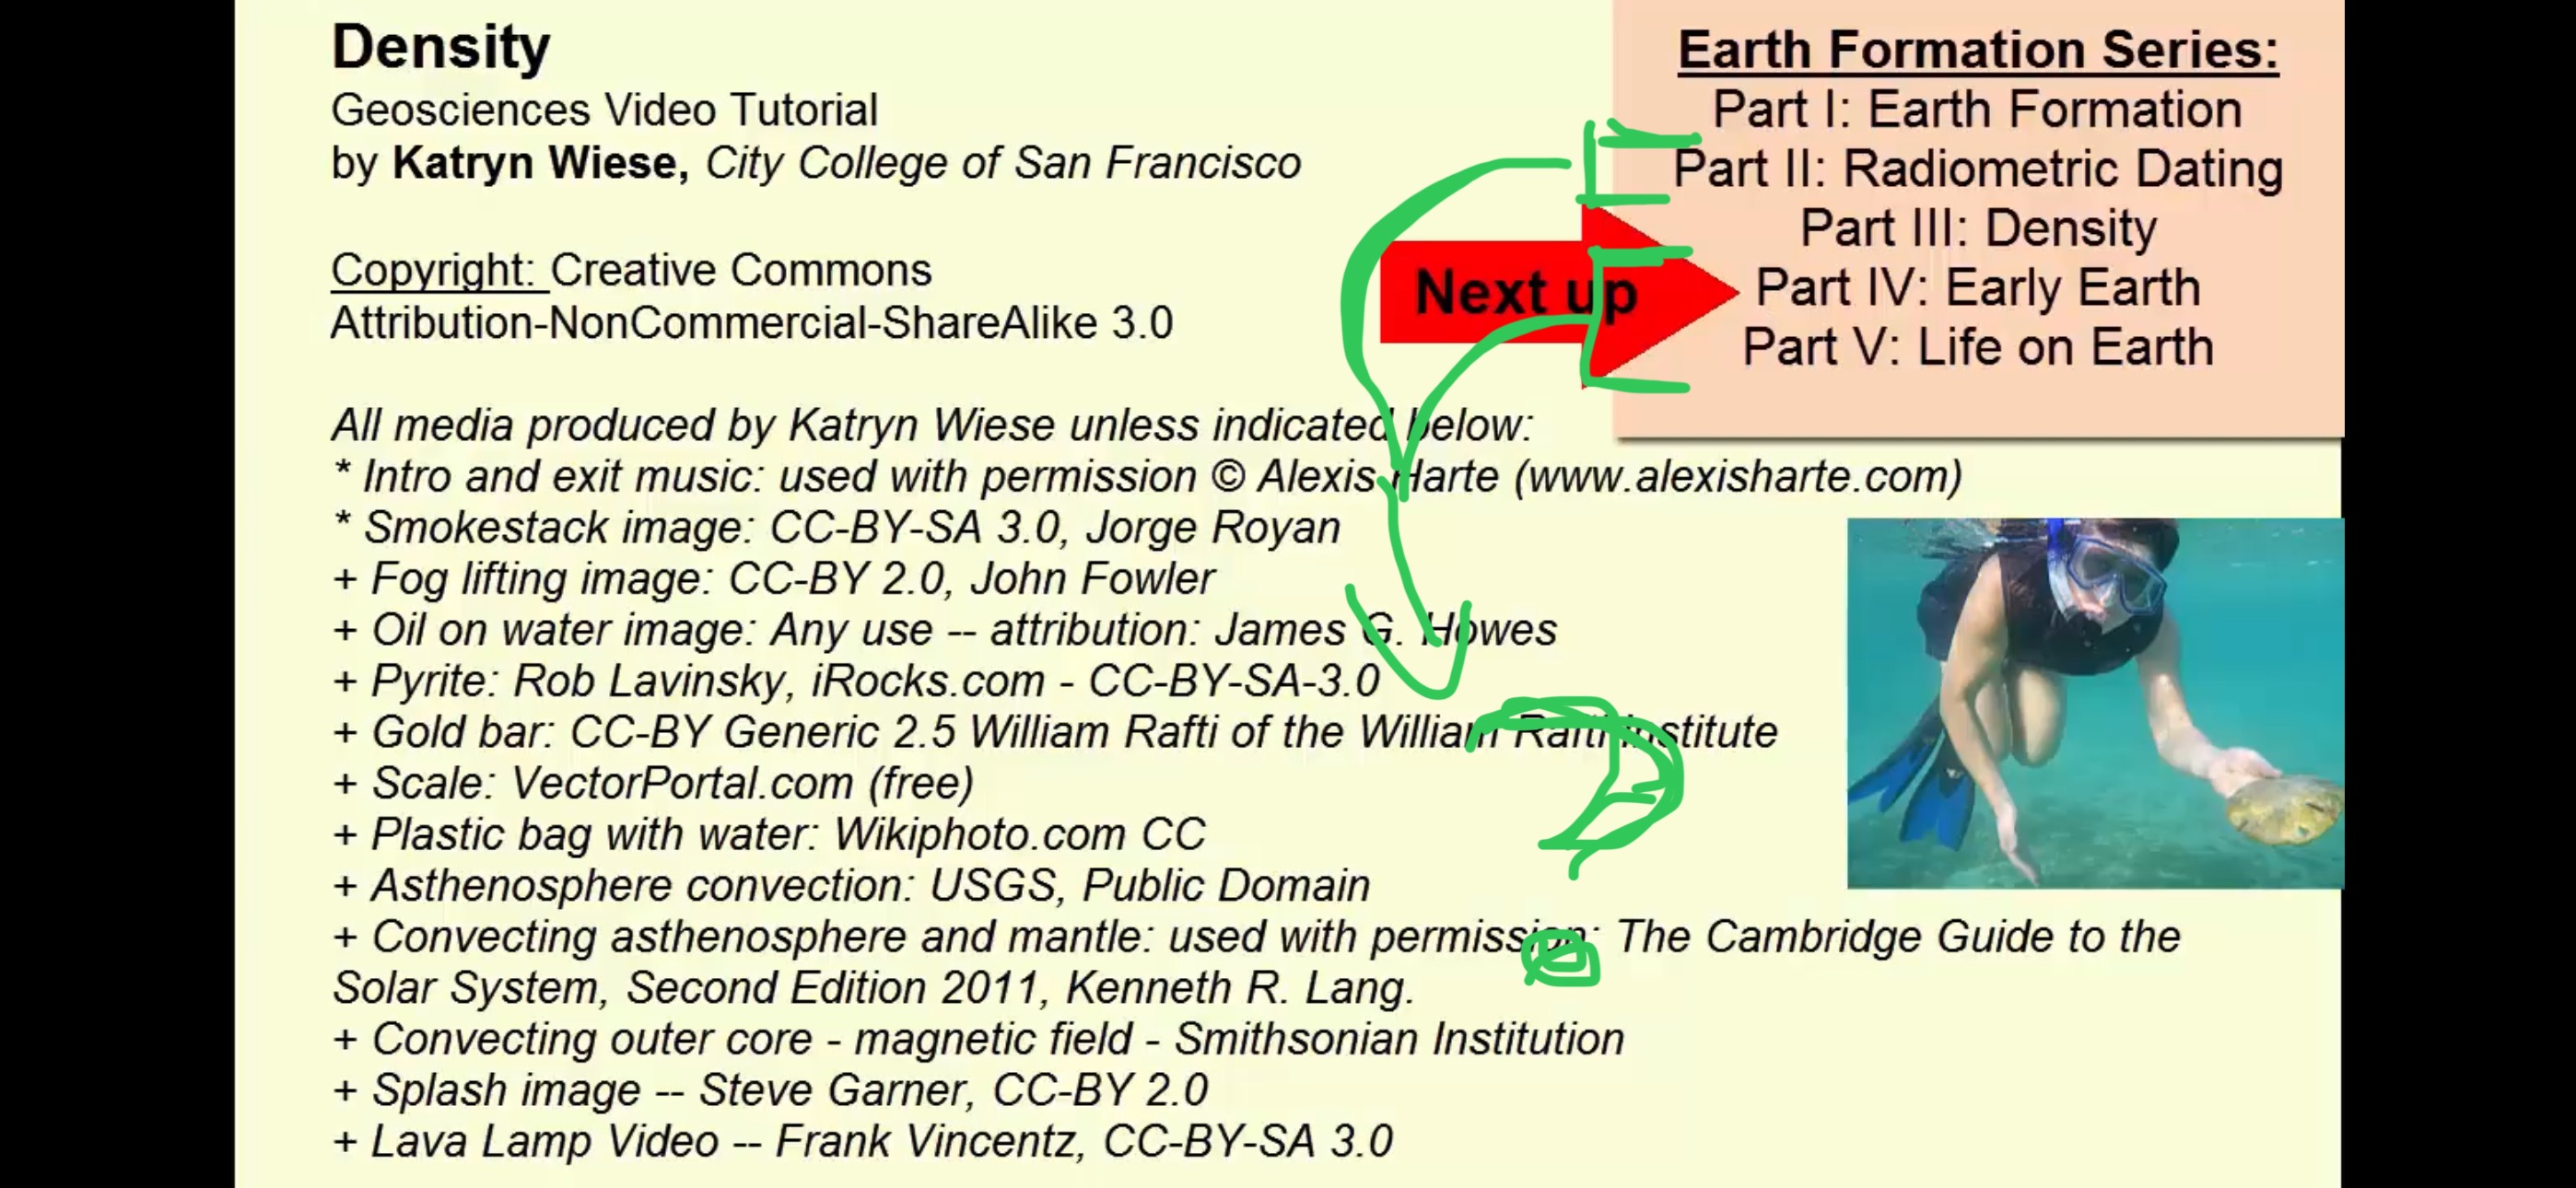 Density
Geosciences Video Tutorial
by Katryn Wiese, City College of San Francisco
Copyright: Creative Commons
Attribution-NonCommercial-ShareAlike 3.0
Earth Formation Series:
Part I: Earth Formation
Part II: Radiometric Dating
Part III: Density
Part IV: Early Earth
Part V: Life on Earth
Next up
All media produced by Katryn Wiese unless indicated below:
* Intro and exit music: used with permission © Alexis Harte (www.alexisharte.com)
* Smokestack image: CC-BY-SA 3.0, Jorge Royan
+ Fog lifting image: CC-BY 2.0, John Fowler
+ Oil on water image: Any use -- attribution: James G. Howes
+ Pyrite: Rob Lavinsky, iRocks.com - CC-BY-SA-3.0
+ Gold bar: CC-BY Generic 2.5 William Rafti of the William Rafti Institute
+ Scale: VectorPortal.com (free)
+ Plastic bag with water: Wikiphoto.com CC
+ Asthenosphere convection: USGS, Public Domain
+ Convecting asthenosphere and mantle: used with permission: The Cambridge Guide to the
Solar System, Second Edition 2011, Kenneth R. Lang.
+ Convecting outer core - magnetic field - Smithsonian Institution
+ Splash image -- Steve Garner, CC-BY 2.0
+ Lava Lamp Video -- Frank Vincentz, CC-BY-SA 3.0
?